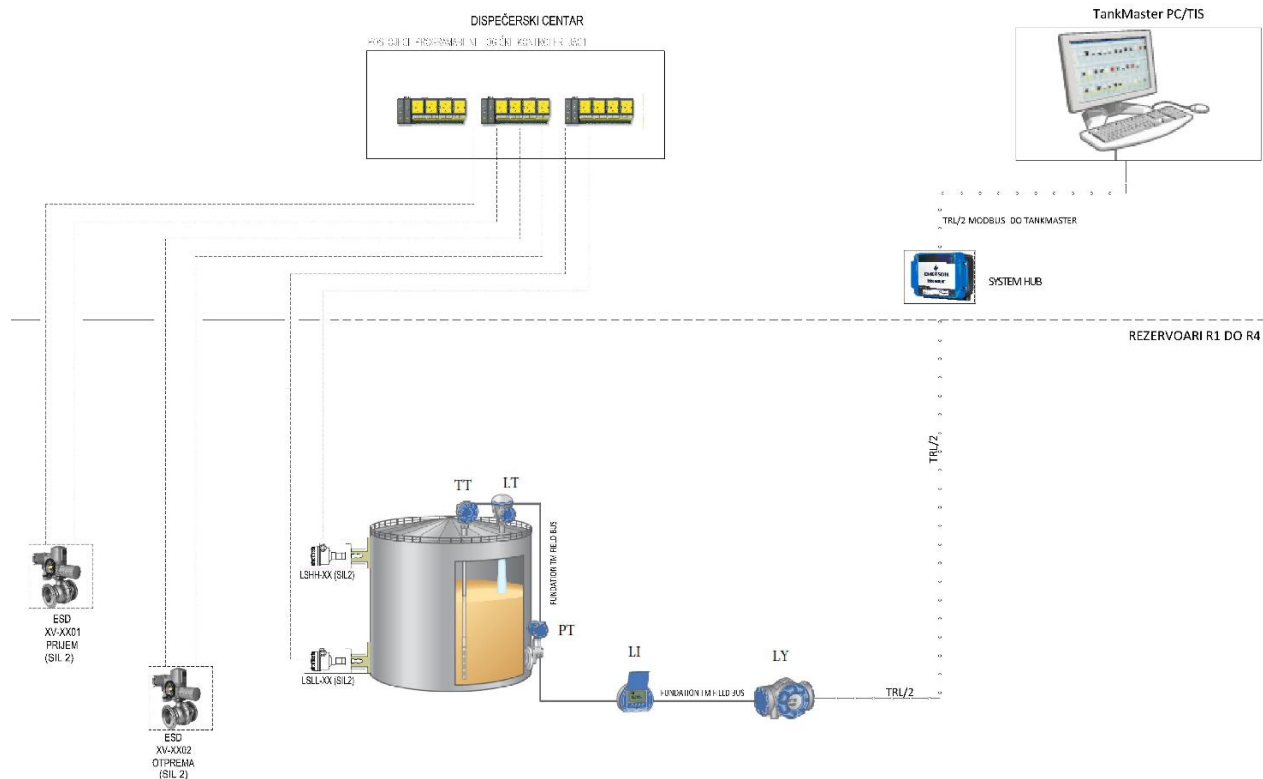 DISPEČERSKI CENTAR
TankMaster PC/TIS
TRL/2 MODBUS DO TANKMASTER
EMERSON
SYSTEM HUB
REZERVOARI R1 DO R4
TRL/2
TT
LT
FUNDATION TM FIELD BUS
LSHH-XX (SIL2)
ESD
XV-XX01
PRIJEM
(SIL 2)
PT
LI
LY
LSLL-XX (SIL2)
FUNDATION TM FIELD BUS
TRL/2
ESD
XV-XX02
OTPREMA
(SIL 2)